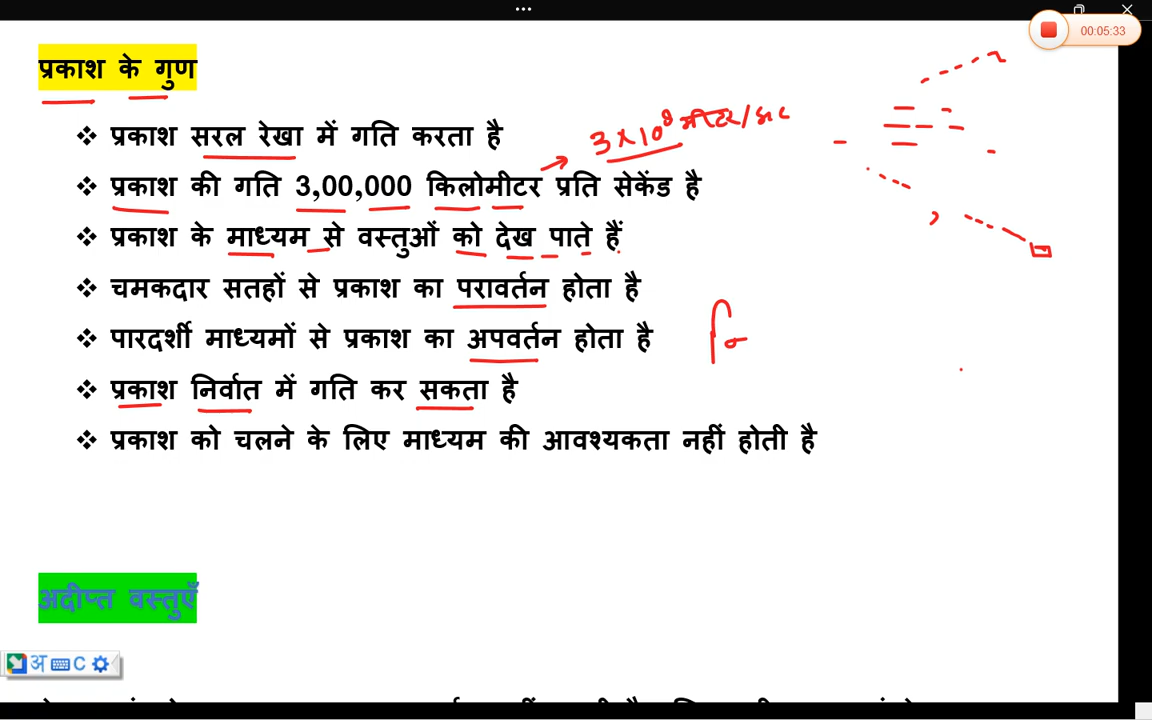 00:05:33
प्रकाश के गुण
❖ प्रकाश सरल रेखा में गति करता है
3 × 10⁸ मीटर/
❖ प्रकाश की गति 3,00,000 किलोमीटर प्रति सेकेंड है
❖ प्रकाश के माध्यम से वस्तुओं को देख पाते हैं
❖ चमकदार सतहों से प्रकाश का परावर्तन होता है
❖ पारदर्शी माध्यमों से प्रकाश का अपवर्तन होता है
❖ प्रकाश निर्वात में गति कर सकता है
❖ प्रकाश को चलने के लिए माध्यम की आवश्यकता नहीं होती है
अदीप्त वस्तुएँ
अ C